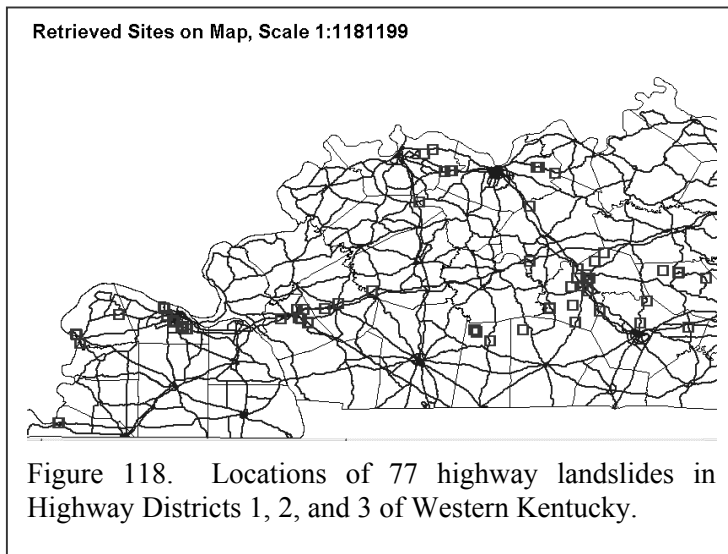 Retrieved Sites on Map, Scale 1:1181199
Figure 118. Locations of 77 highway landslides in
Highway Districts 1, 2, and 3 of Western Kentucky.